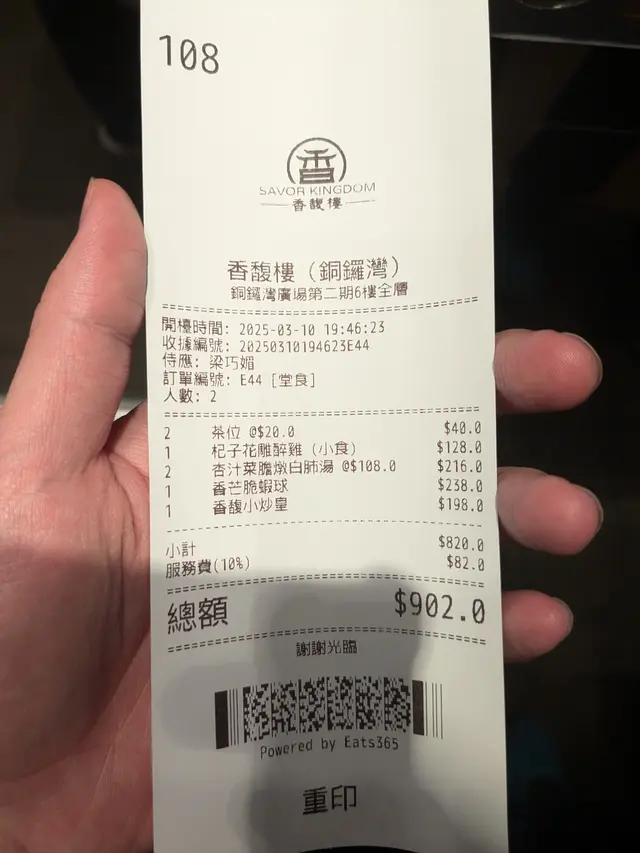 108
香
SAVOR KINGDOM
香馥樓
香馥樓（銅鑼灣）
銅鑼灣廣場第二期6樓全層
開檯時間: 2025-03-10 19:46:23
收據編號: 20250310194623E44
侍應: 梁巧媚
訂單編號: E44 [堂食]
人數: 2
2 茶位 @$20.0 $40.0
1 杞子花雕醉雞（小食） $128.0
2 杏汁菜膽燉白肺湯 @$108.0 $216.0
1 香芒脆蝦球 $238.0
1 香馥小炒皇 $198.0
小計 $820.0
服務費(10%) $82.0
總額 $902.0
謝謝光臨
Powered by Eats365
重印